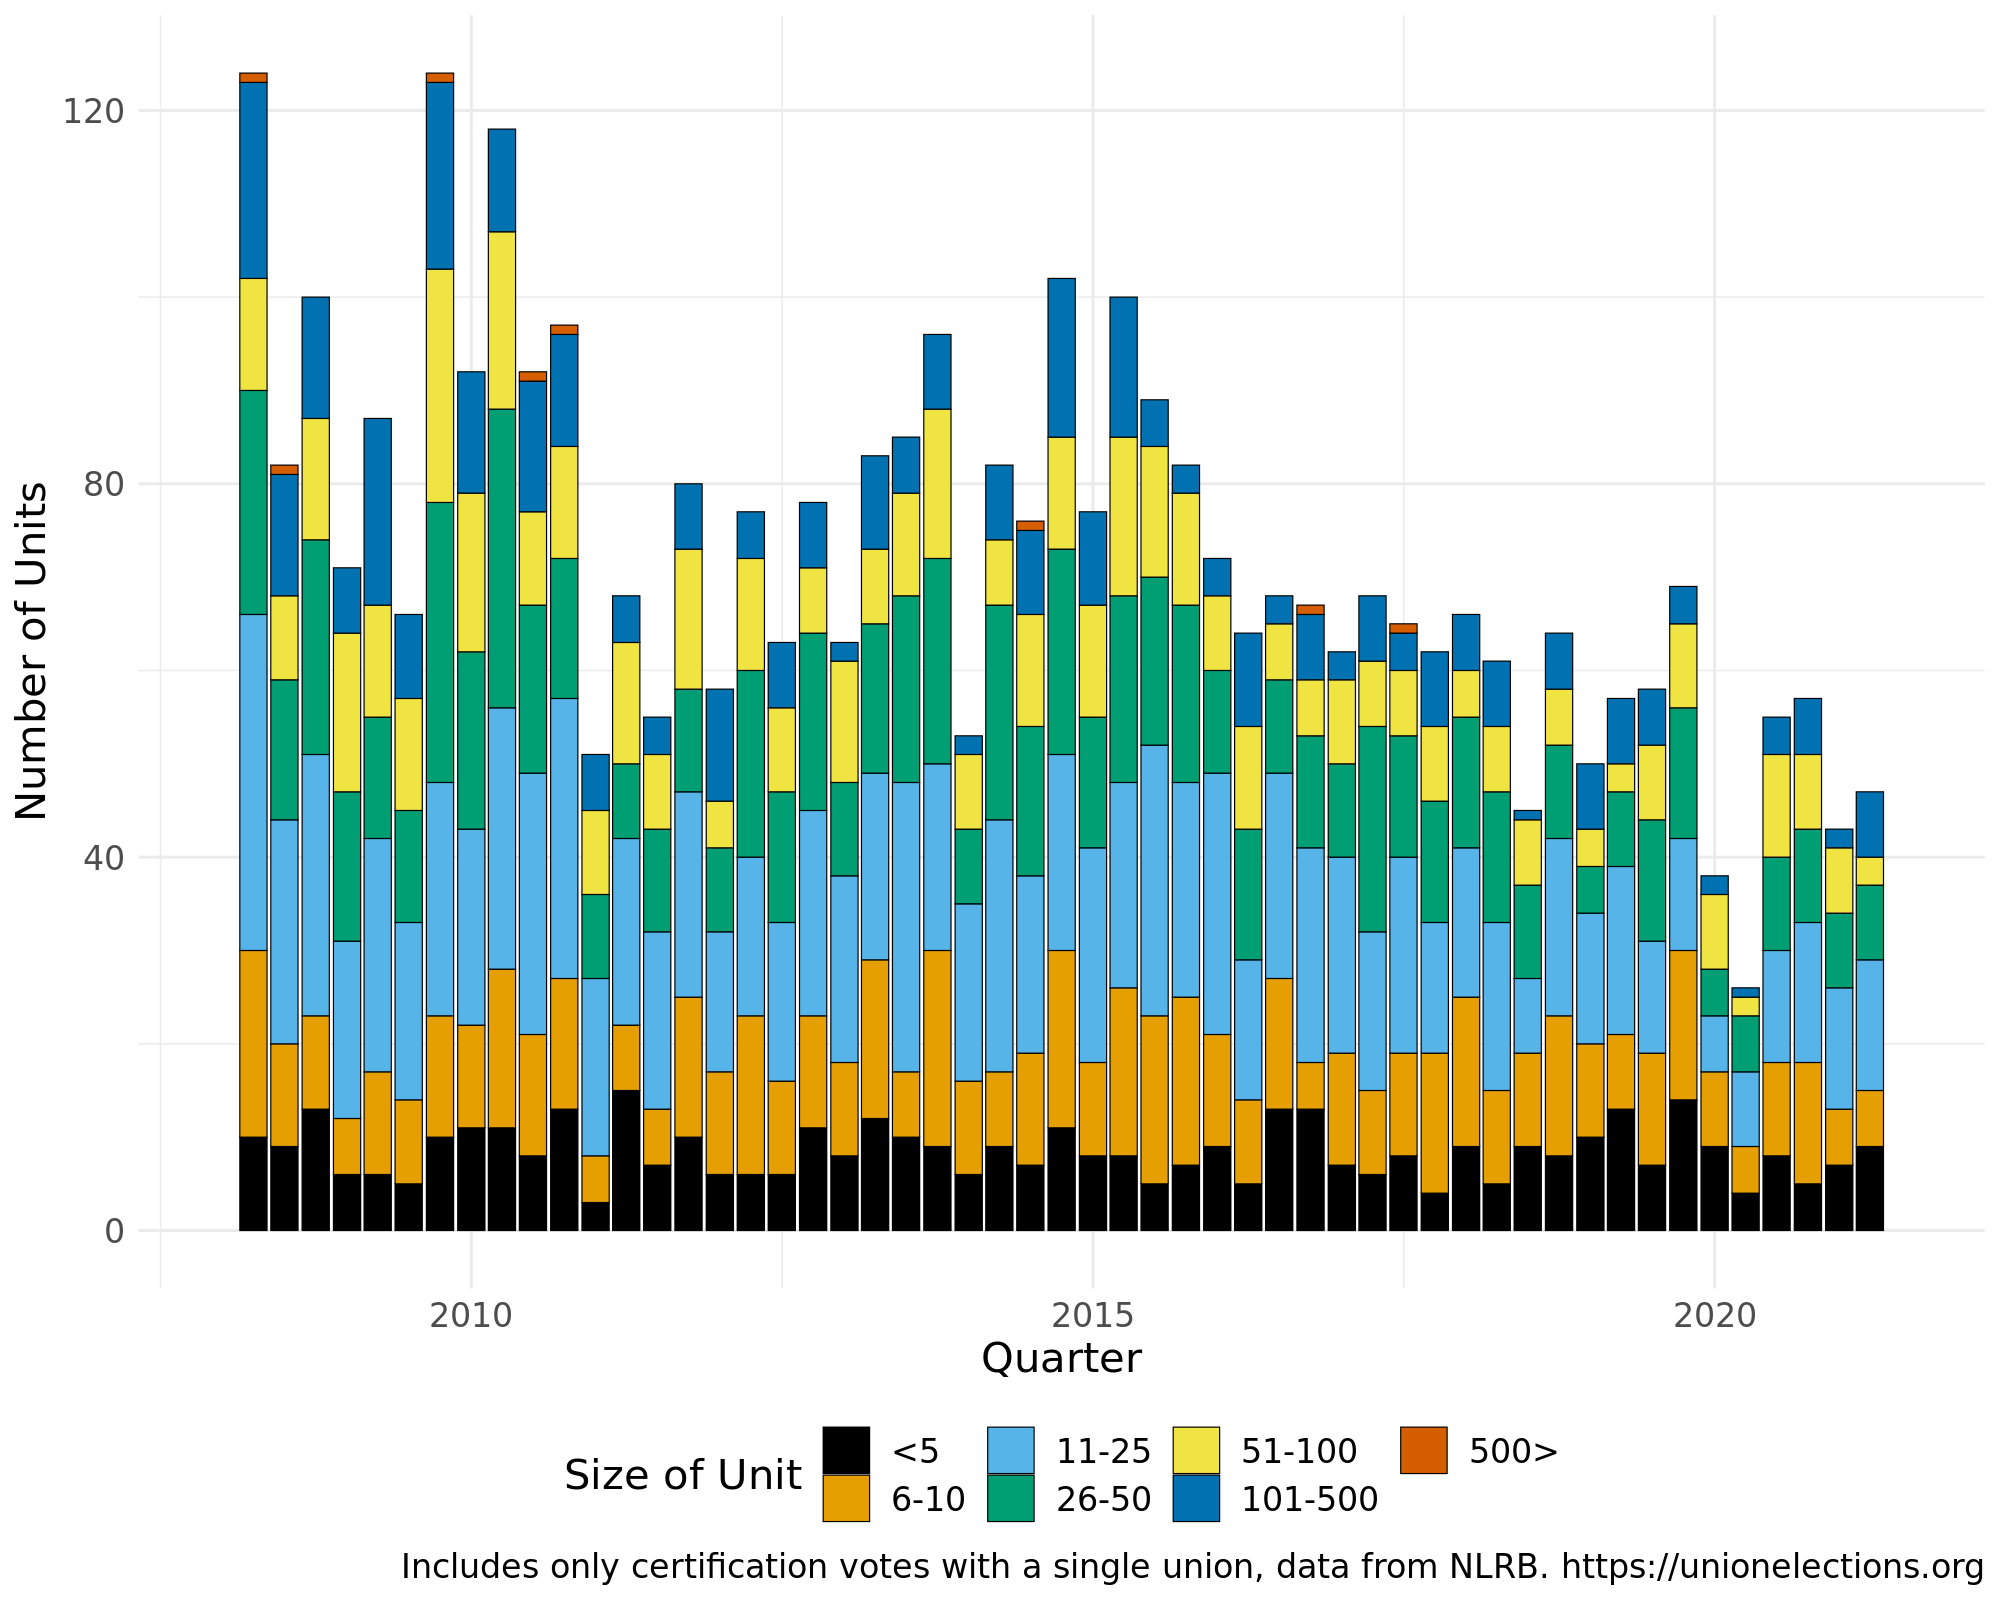 120
80
40
0
Number of Units
2010 2015 2020
Quarter
Size of Unit
<5 11-25 51-100 500>
6-10 26-50 101-500
Includes only certification votes with a single union, data from NLRB. https://unionelections.org